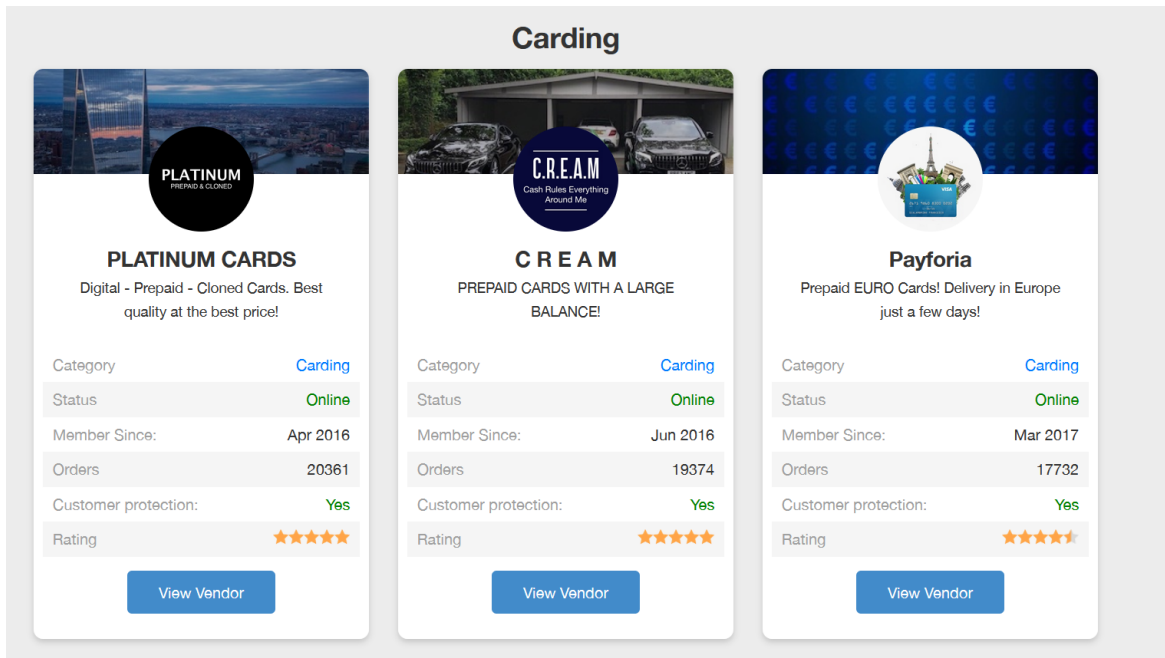 Carding
PLATINUM
PREPAID & CLONED
PLATINUM CARDS
Digital - Prepaid - Cloned Cards. Best
quality at the best price!
Category Carding
Status Online
Member Since: Apr 2016
Orders 20361
Customer protection: Yes
Rating
View Vendor
C.R.E.A.M
Cash Rules Everything
Around Me
C R E A M
PREPAID CARDS WITH A LARGE
BALANCE!
Category Carding
Status Online
Member Since: Jun 2016
Orders 19374
Customer protection: Yes
Rating
View Vendor
VISA
Payforia
Prepaid EURO Cards! Delivery in Europe
just a few days!
Category Carding
Status Online
Member Since: Mar 2017
Orders 17732
Customer protection: Yes
Rating
View Vendor